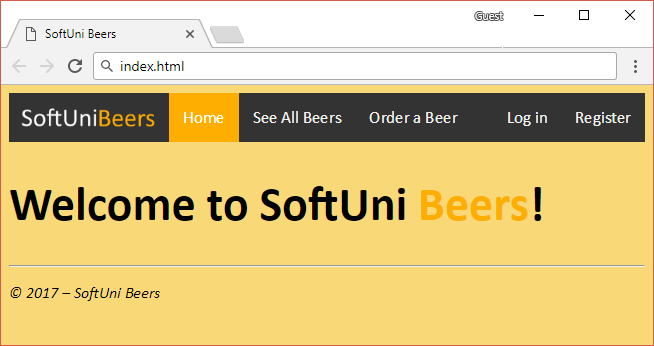 Guest
SoftUni Beers
index.html
SoftUniBeers Home See All Beers Order a Beer Log in Register
Welcome to SoftUni Beers!
© 2017 – SoftUni Beers